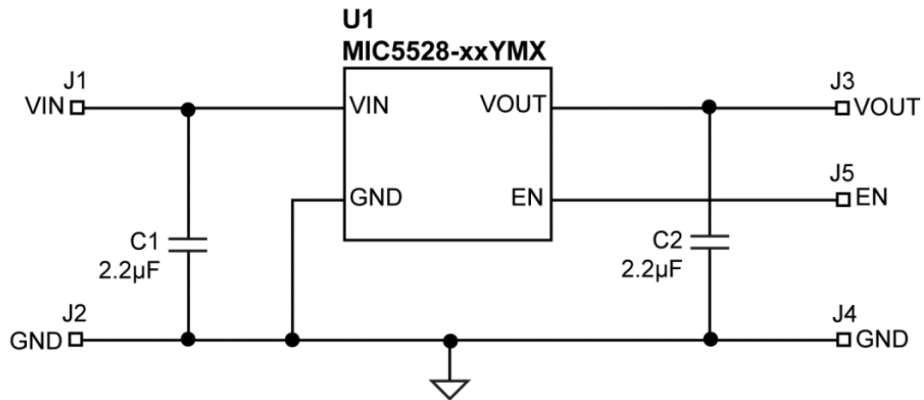 U1
MIC5528-xxYMX
J1
VIN
VIN
VOUT
J3
VOUT
GND
EN
J5
EN
C1
2.2µF
C2
2.2µF
J2
GND
J4
GND